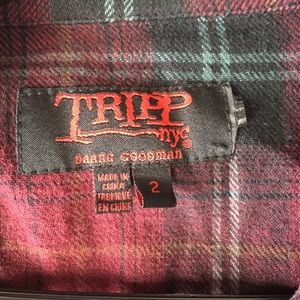 TRIPP
nyc®
DAANG GOODMAN
MADE IN
CHINA
FABRIQUE
EN CHINE
2